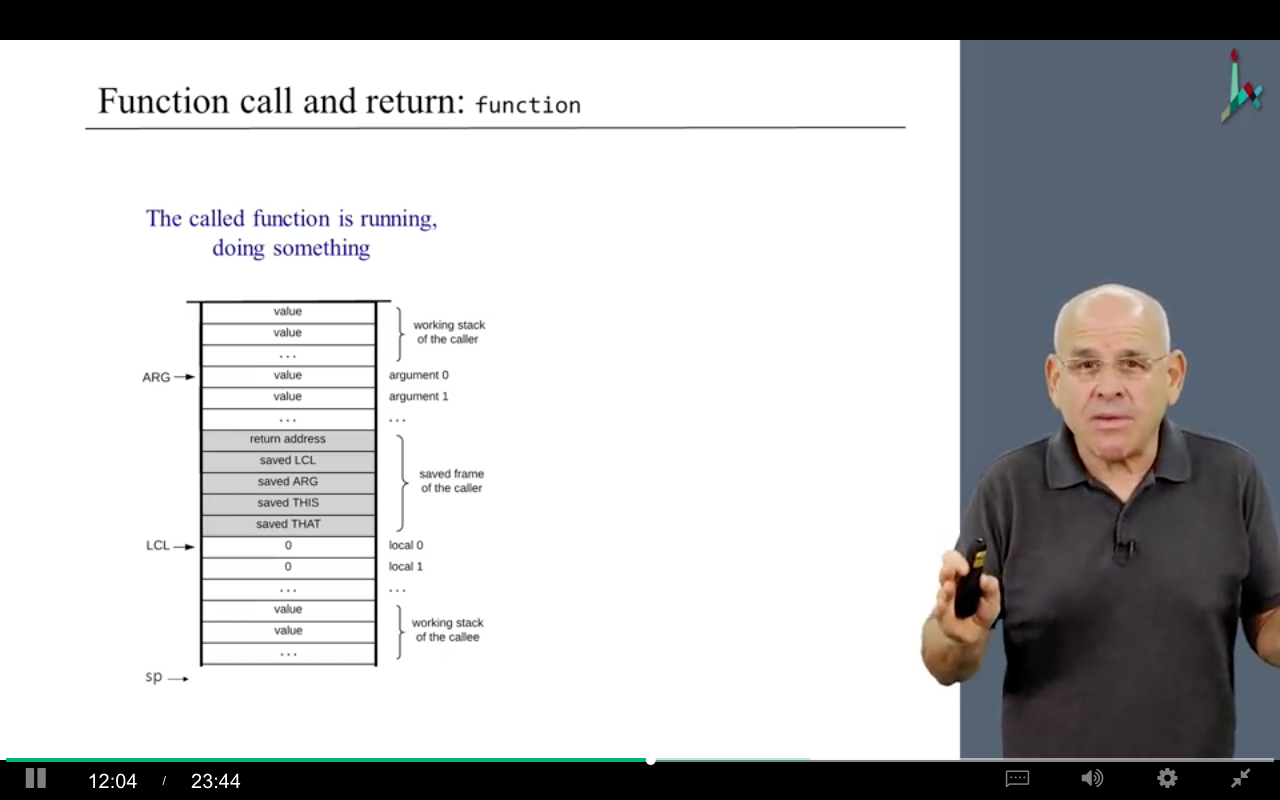 Function call and return: function
The called function is running,
doing something
value
value
...
working stack
of the caller
ARG
value
argument 0
value
argument 1
...
...
return address
saved LCL
saved ARG
saved THIS
saved THAT
saved frame
of the caller
LCL
0
local 0
0
local 1
...
...
value
value
...
working stack
of the callee
sp
12:04 / 23:44